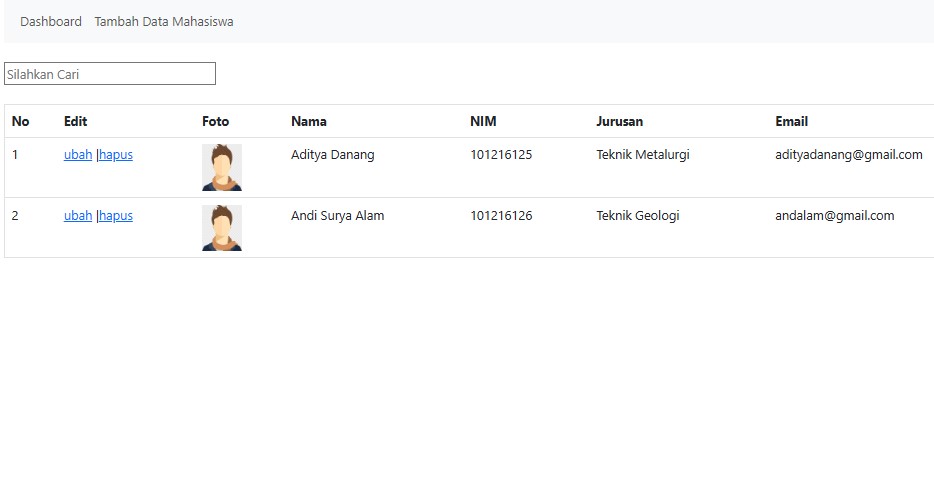 Dashboard Tambah Data Mahasiswa
Silahkan Cari
No Edit Foto Nama NIM Jurusan Email
1 ubah |hapus Aditya Danang 101216125 Teknik Metalurgi adityadanang@gmail.com
2 ubah |hapus Andi Surya Alam 101216126 Teknik Geologi andalam@gmail.com